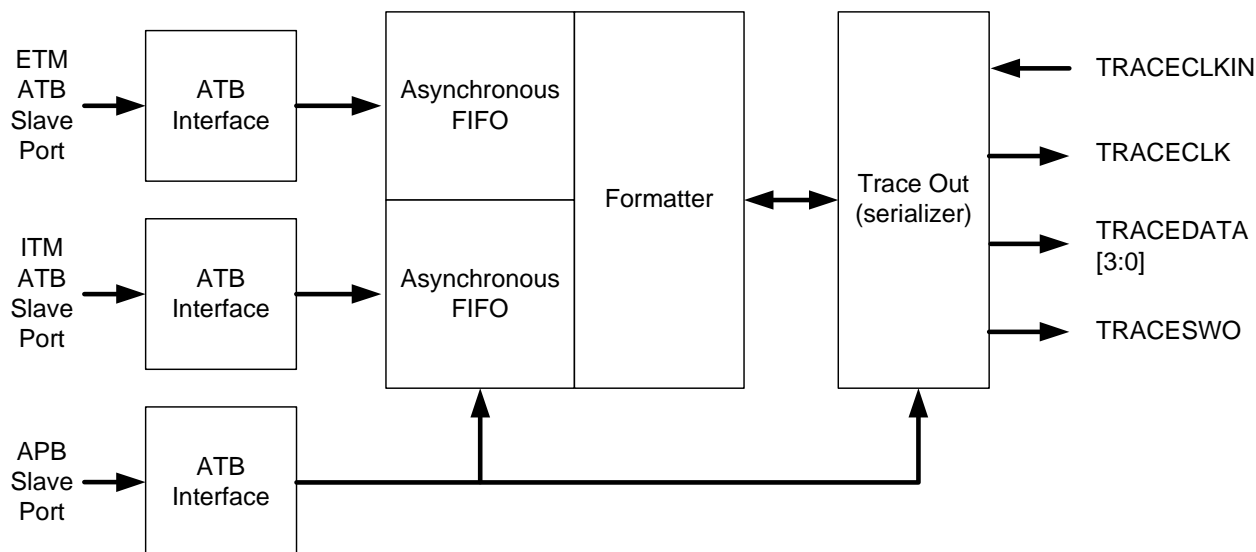 ETM
ATB
Slave
Port
ATB
Interface
Asynchronous
FIFO
Formatter
Trace Out
(serializer)
TRACECLKIN
TRACECLK
TRACEDATA
[3:0]
TRACESWO
ITM
ATB
Slave
Port
ATB
Interface
Asynchronous
FIFO
APB
Slave
Port
ATB
Interface